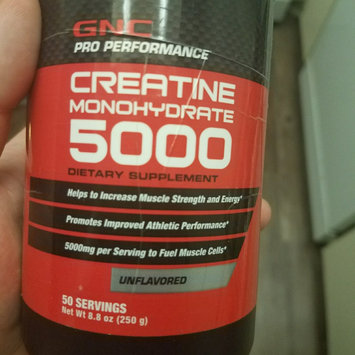 GNC
PRO PERFORMANCE
CREATINE
MONOHYDRATE
5000
DIETARY SUPPLEMENT
Helps to Increase Muscle Strength and Energy*
Promotes Improved Athletic Performance*
5000mg per Serving to Fuel Muscle Cells*
UNFLAVORED
50 SERVINGS
Net Wt 8.8 oz (250 g)